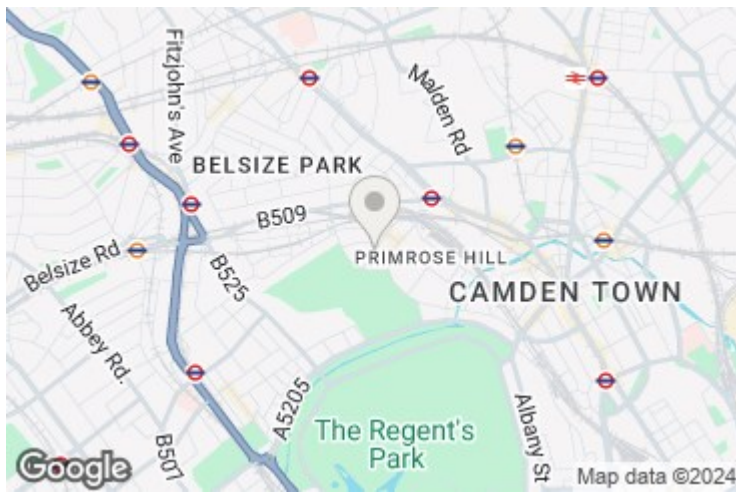 Fitzjohn's Ave
Malden Rd
BELSIZE PARK
B509
PRIMROSE HILL
Belsize Rd
B525
CAMDEN TOWN
Abbey Rd.
A5205
Albany St
The Regent's
Park
B507
Google
Map data ©2024